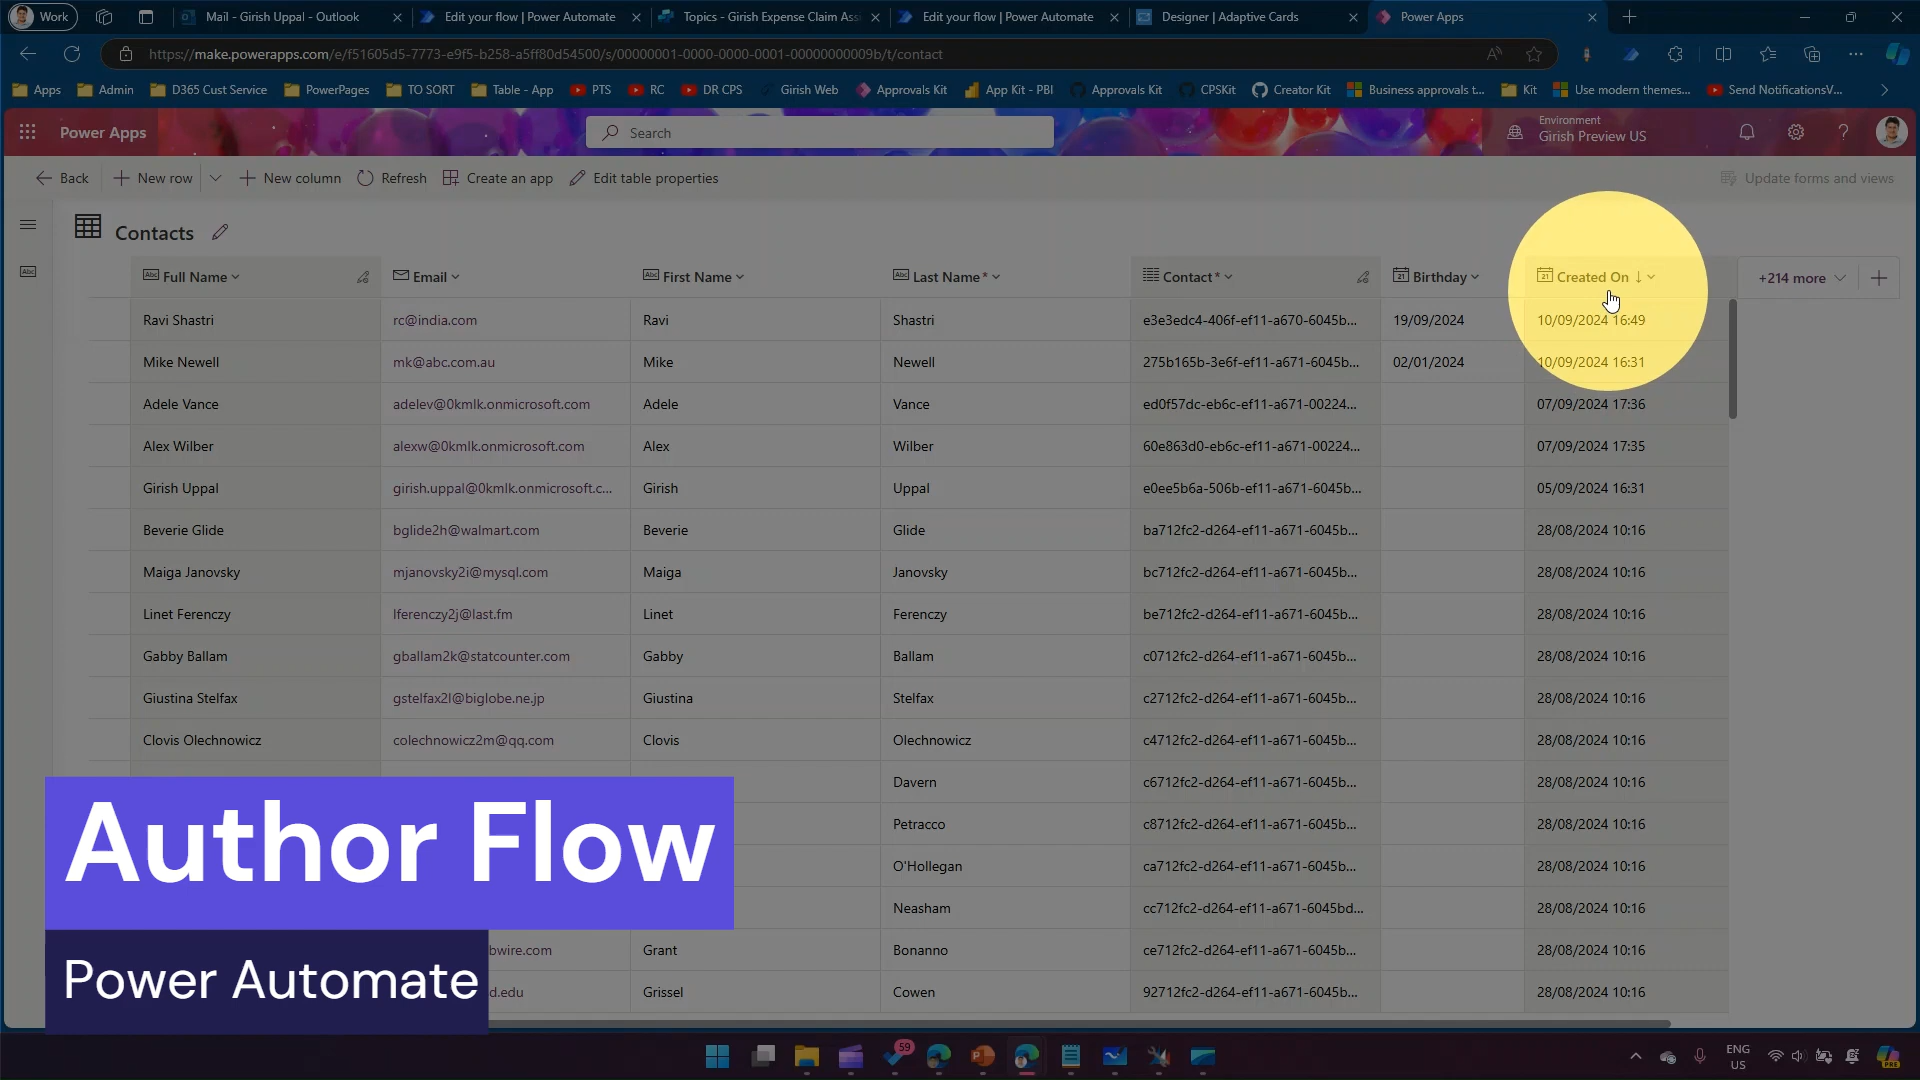 Work
Mail - Girish Uppal - Outlook
Edit your flow | Power Automate
Topics - Girish Expense Claim Ass
Edit your flow | Power Automate
Designer | Adaptive Cards
Power Apps
https://make.powerapps.com/e/f51605d5-7773-e9f5-b258-a5ff80d54500/s/00000001-0000-0000-0001-00000000009b/t/contact
Apps
Admin
D365 Cust Service
PowerPages
TO SORT
Table - App
PTS
RC
DR CPS
Girish Web
Approvals Kit
App Kit - PBI
Approvals Kit
CPSKit
Creator Kit
Business approvals t...
Kit
Use modern themes...
Send NotificationsV...
Power Apps
Search
Environment
Girish Preview US
Back
New row
New column
Refresh
Create an app
Edit table properties
Update forms and views
Contacts
Full Name Email First Name Last Name * Contact * Birthday Created On ↓ +214 more
Ravi Shastri rc@india.com Ravi Shastri e3e3edc4-406f-ef11-a670-6045b... 19/09/2024 10/09/2024 16:49
Mike Newell mk@abc.com.au Mike Newell 275b165b-3e6f-ef11-a671-6045b... 02/01/2024 10/09/2024 16:31
Adele Vance adelev@0kmlk.onmicrosoft.com Adele Vance ed0f57dc-eb6c-ef11-a671-00224... 07/09/2024 17:36
Alex Wilber alexw@0kmlk.onmicrosoft.com Alex Wilber 60e863d0-eb6c-ef11-a671-00224... 07/09/2024 17:35
Girish Uppal girish.uppal@0kmlk.onmicrosoft.c... Girish Uppal e0ee5b6a-506b-ef11-a671-6045b... 05/09/2024 16:31
Beverie Glide bglide2h@walmart.com Beverie Glide ba712fc2-d264-ef11-a671-6045b... 28/08/2024 10:16
Maiga Janovsky mjanovsky2i@mysql.com Maiga Janovsky bc712fc2-d264-ef11-a671-6045b... 28/08/2024 10:16
Linet Ferenczy lferenczy2j@last.fm Linet Ferenczy be712fc2-d264-ef11-a671-6045b... 28/08/2024 10:16
Gabby Ballam gballam2k@statcounter.com Gabby Ballam c0712fc2-d264-ef11-a671-6045b... 28/08/2024 10:16
Giustina Stelfax gstelfax2l@biglobe.ne.jp Giustina Stelfax c2712fc2-d264-ef11-a671-6045b... 28/08/2024 10:16
Clovis Olechnowicz colechnowicz2m@qq.com Clovis Olechnowicz c4712fc2-d264-ef11-a671-6045b... 28/08/2024 10:16
Davern c6712fc2-d264-ef11-a671-6045b... 28/08/2024 10:16
Petracco c8712fc2-d264-ef11-a671-6045b... 28/08/2024 10:16
O'Hollegan ca712fc2-d264-ef11-a671-6045b... 28/08/2024 10:16
Neasham cc712fc2-d264-ef11-a671-6045bd... 28/08/2024 10:16
bwire.com Grant Bonanno ce712fc2-d264-ef11-a671-6045b... 28/08/2024 10:16
d.edu Grissel Cowen 92712fc2-d264-ef11-a671-6045b... 28/08/2024 10:16
Author Flow
Power Automate
59
ENG
US
PRE